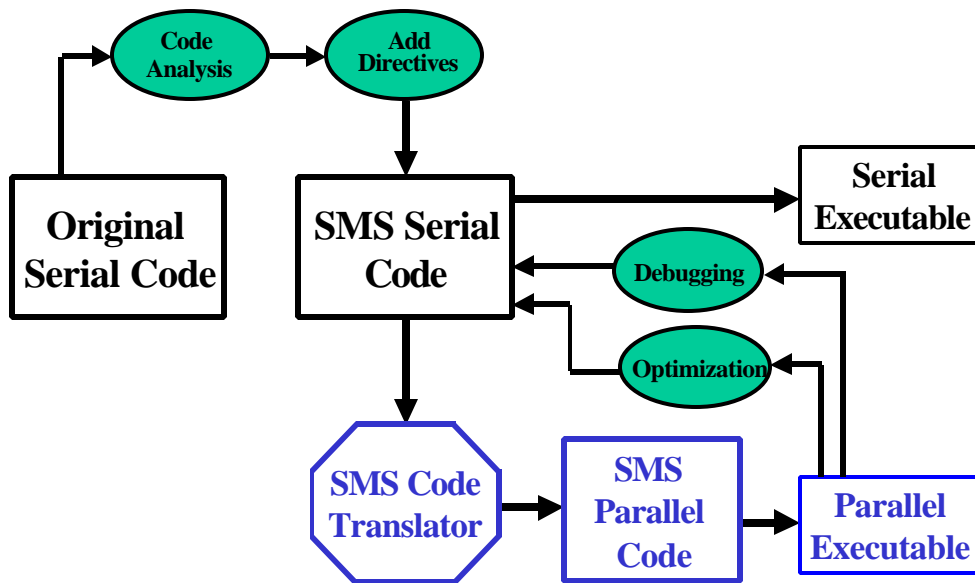 Code
Analysis
Add
Directives
Original
Serial Code
SMS Serial
Code
Serial
Executable
Debugging
Optimization
SMS Code
Translator
SMS
Parallel
Code
Parallel
Executable